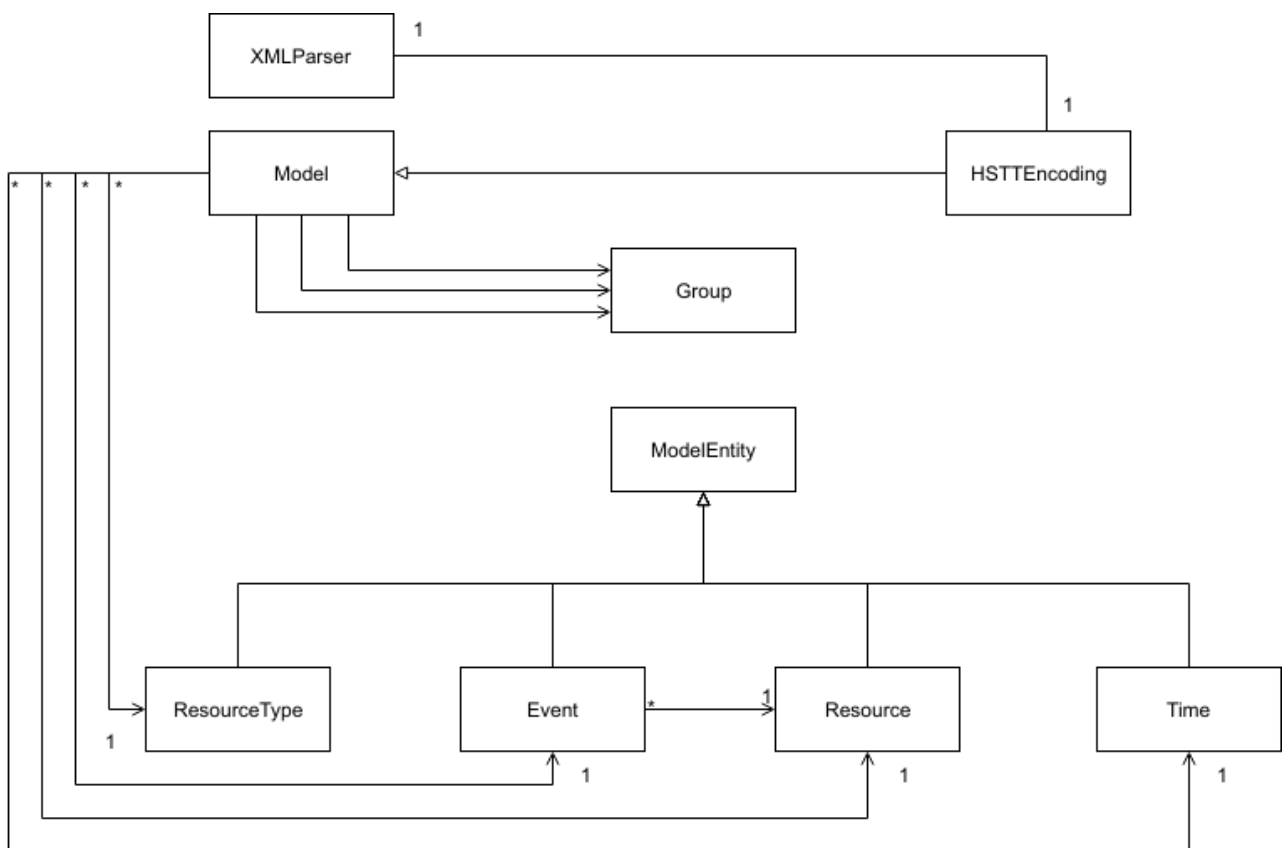 1
XMLParser
1
Model
HSTTEncoding
* * * *
Group
ModelEntity
ResourceType
Event
* 1
Resource
Time
1
1
1
1